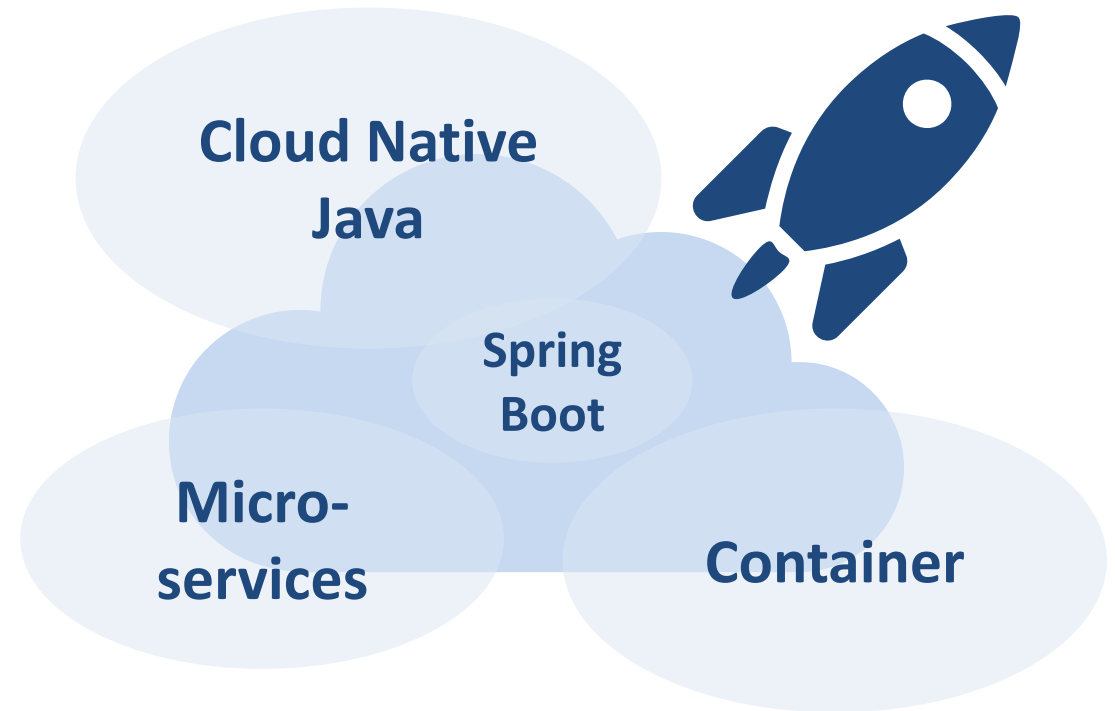 Cloud Native
Java
Spring
Boot
Micro-
services
Container